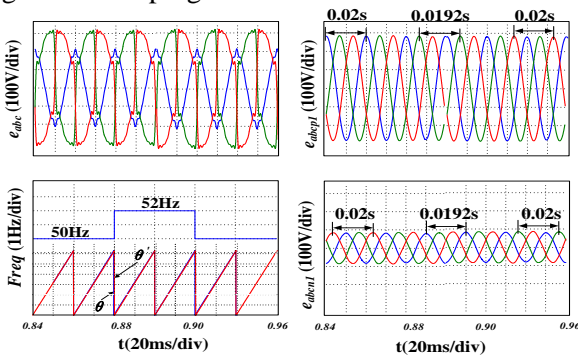 0.02s 0.0192s 0.02s
e_abc (100V/div)
e_abcp1 (100V/div)
52Hz
50Hz
θ'
θ
Freq (1Hz/div)
0.84 0.88 0.90 0.96
t(20ms/div)
0.02s 0.0192s 0.02s
e_abcn1 (100V/div)
0.84 0.88 0.90 0.96
t(20ms/div)